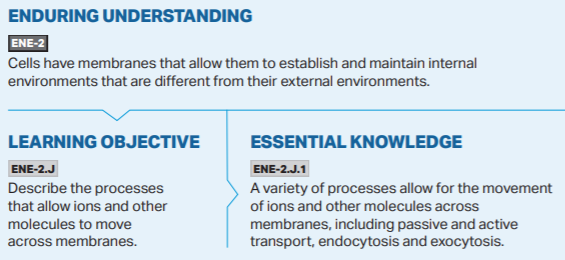 ENDURING UNDERSTANDING
ENE-2
Cells have membranes that allow them to establish and maintain internal
environments that are different from their external environments.
LEARNING OBJECTIVE
ENE-2.J
Describe the processes
that allow ions and other
molecules to move
across membranes.
ESSENTIAL KNOWLEDGE
ENE-2.J.1
A variety of processes allow for the movement
of ions and other molecules across
membranes, including passive and active
transport, endocytosis and exocytosis.